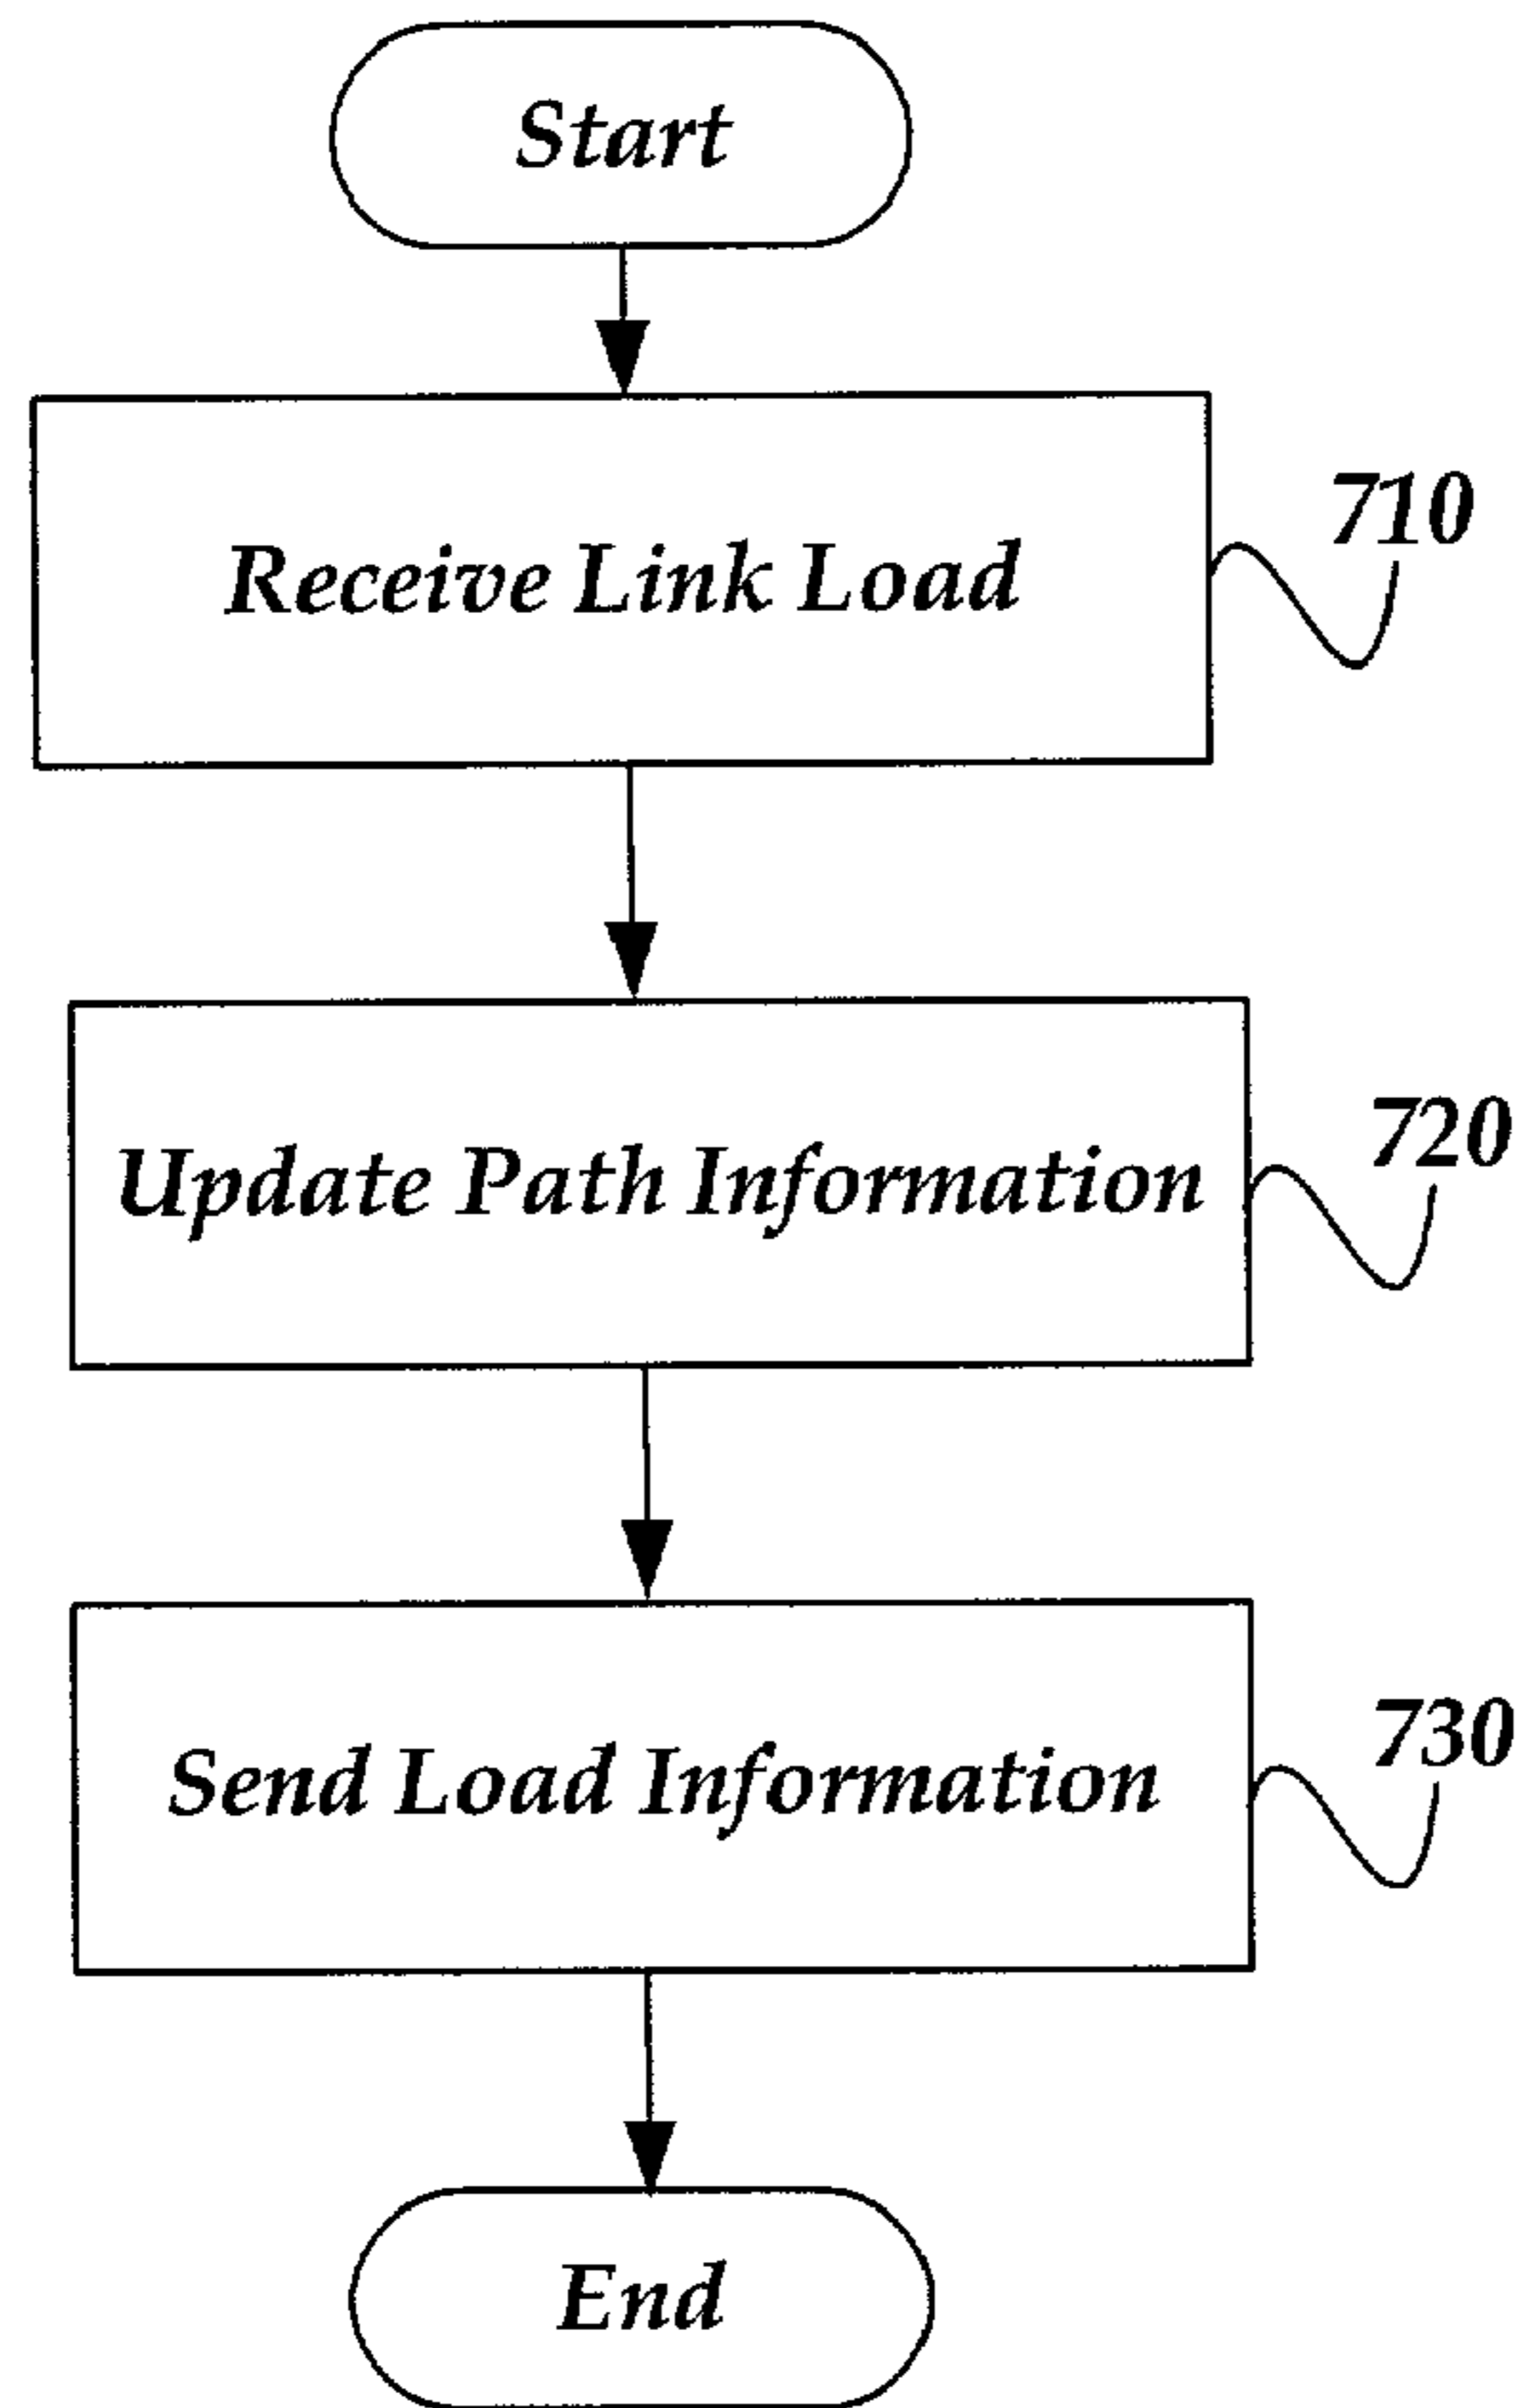 Start
Receive Link Load
710
Update Path Information
720
Send Load Information
730
End